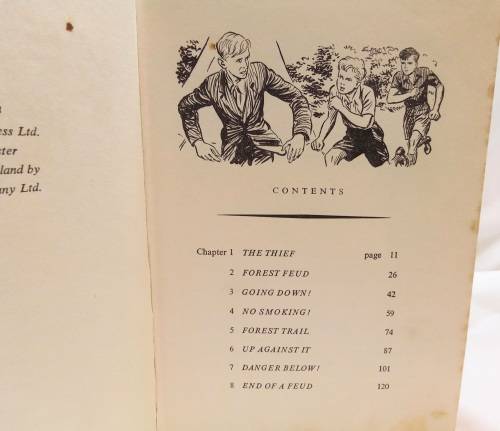 ess Ltd.
ster
land by
any Ltd.
CONTENTS
Chapter 1 THE THIEF page 11
2 FOREST FEUD 26
3 GOING DOWN! 42
4 NO SMOKING! 59
5 FOREST TRAIL 74
6 UP AGAINST IT 87
7 DANGER BELOW! 101
8 END OF A FEUD 120